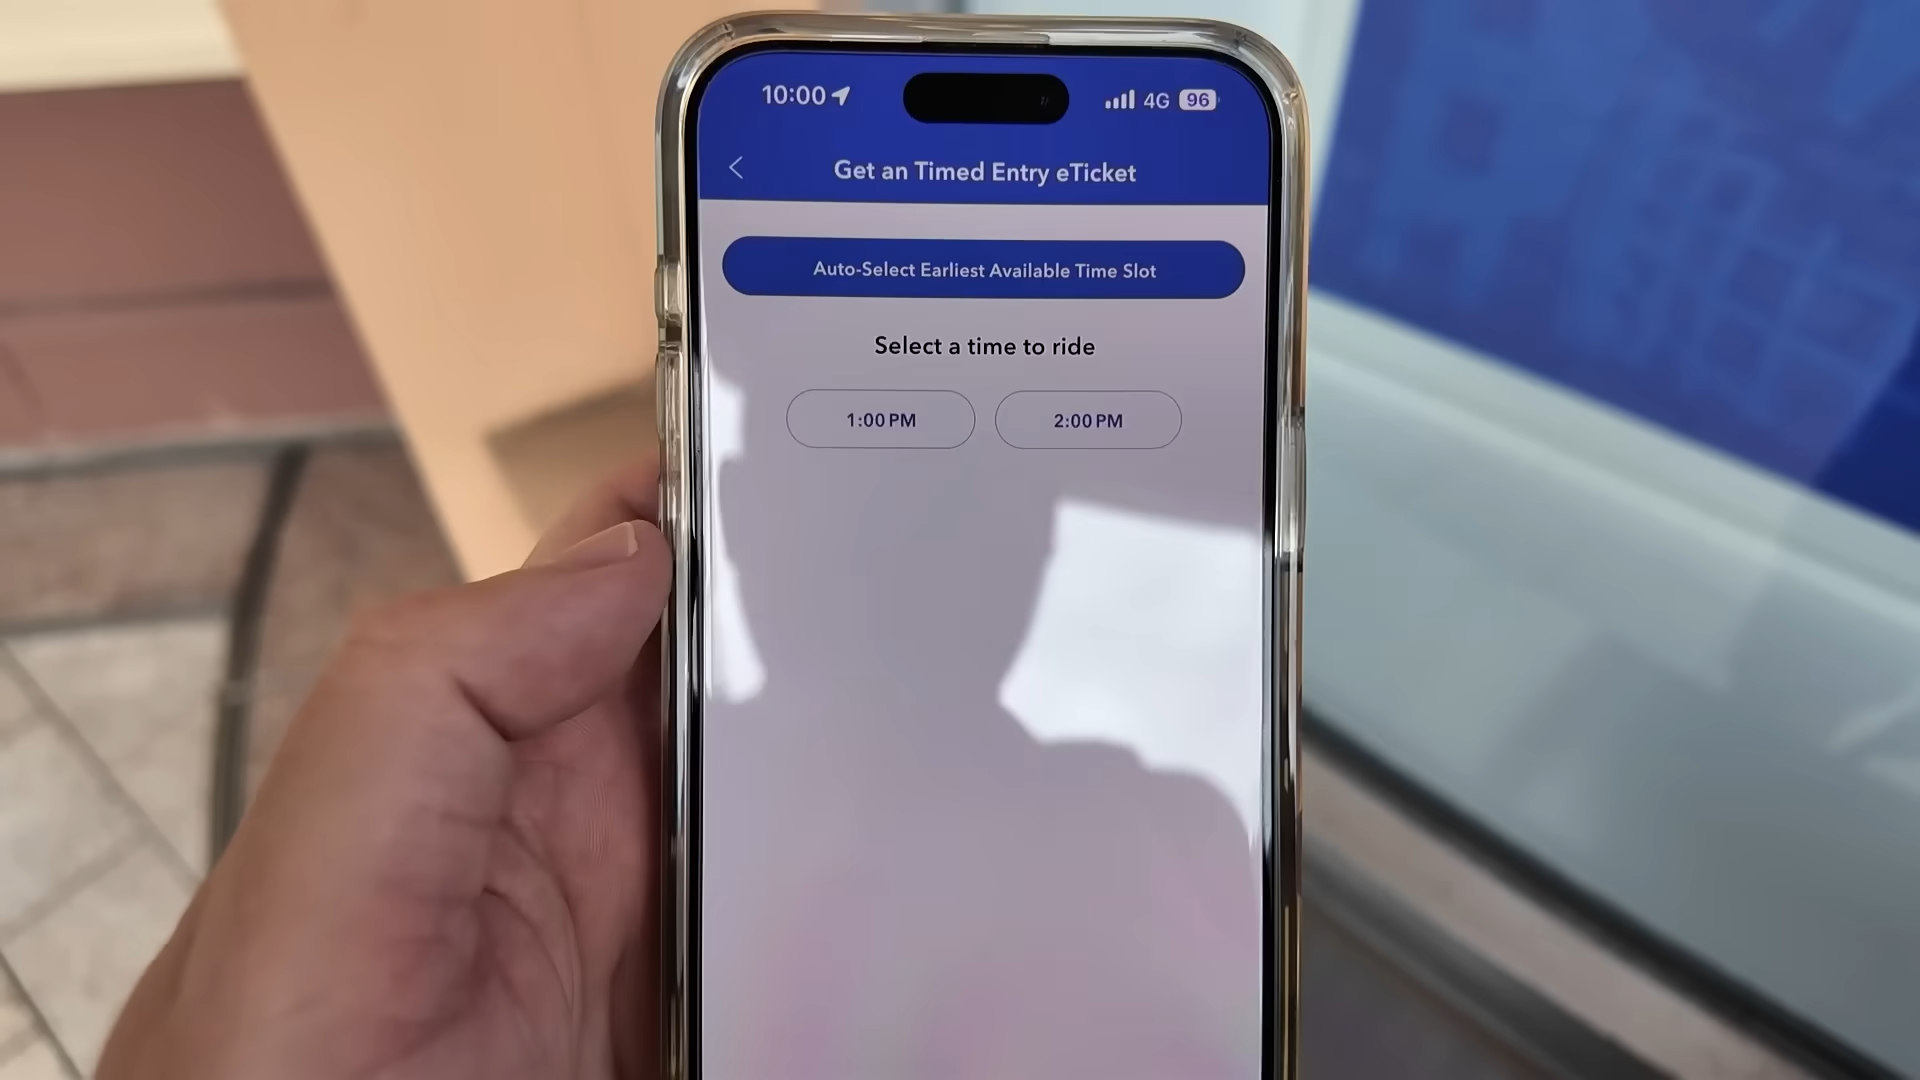 10:00 4G 96
Get an Timed Entry eTicket
Auto-Select Earliest Available Time Slot
Select a time to ride
1:00 PM 2:00 PM